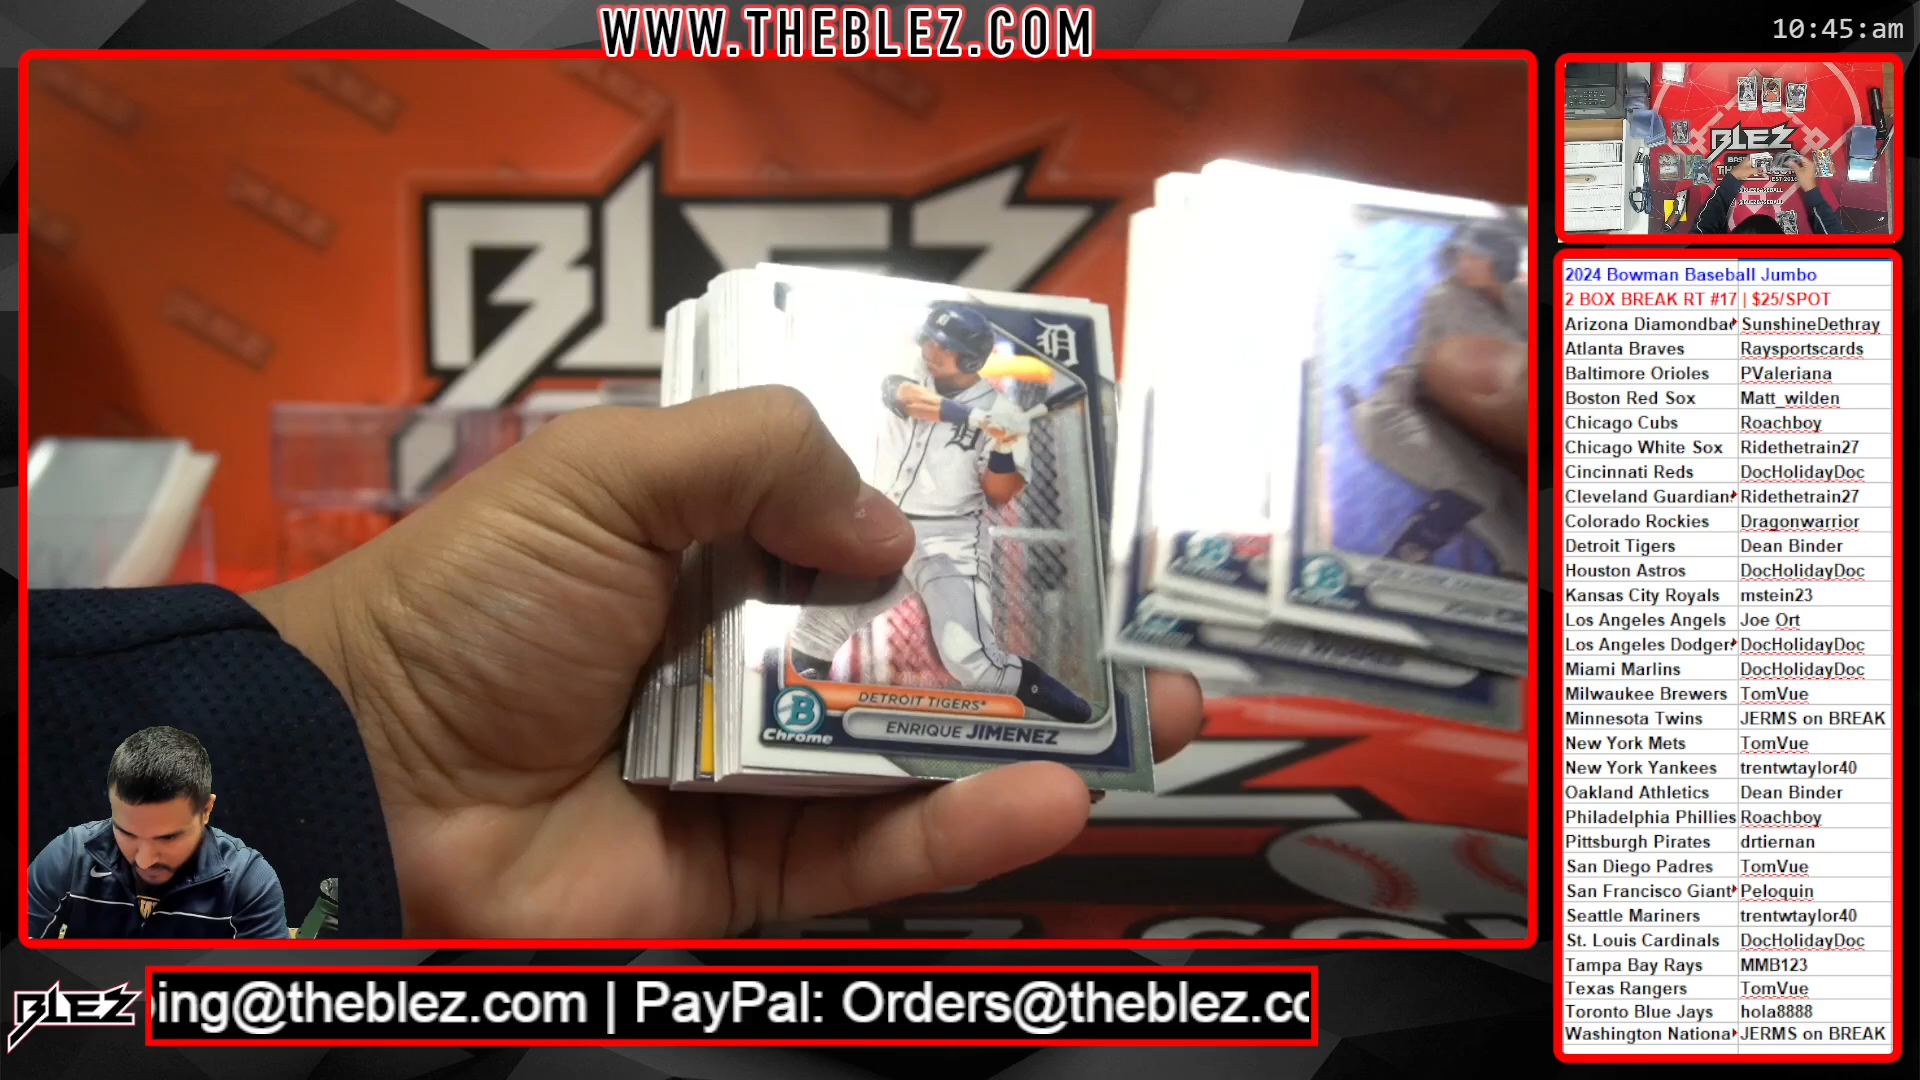 WWW.THEBLEZ.COM
10:45:am
BLEZ
DETROIT TIGERS
ENRIQUE JIMENEZ
B
Chrome
D
BLEZ
2024 Bowman Baseball Jumbo
2 BOX BREAK RT #17 | $25/SPOT
Arizona Diamondba SunshineDethray
Atlanta Braves Raysportscards
Baltimore Orioles PValeriana
Boston Red Sox Matt_wilden
Chicago Cubs Roachboy
Chicago White Sox Ridethetrain27
Cincinnati Reds DocHolidayDoc
Cleveland Guardian Ridethetrain27
Colorado Rockies Dragonwarrior
Detroit Tigers Dean Binder
Houston Astros DocHolidayDoc
Kansas City Royals mstein23
Los Angeles Angels Joe Ort
Los Angeles Dodger DocHolidayDoc
Miami Marlins DocHolidayDoc
Milwaukee Brewers TomVue
Minnesota Twins JERMS on BREAK
New York Mets TomVue
New York Yankees trentwtaylor40
Oakland Athletics Dean Binder
Philadelphia Phillies Roachboy
Pittsburgh Pirates drtiernan
San Diego Padres TomVue
San Francisco Giant Peloquin
Seattle Mariners trentwtaylor40
St. Louis Cardinals DocHolidayDoc
Tampa Bay Rays MMB123
Texas Rangers TomVue
Toronto Blue Jays hola8888
Washington Nationa JERMS on BREAK
BLEZ
ing@theblez.com | PayPal: Orders@theblez.co